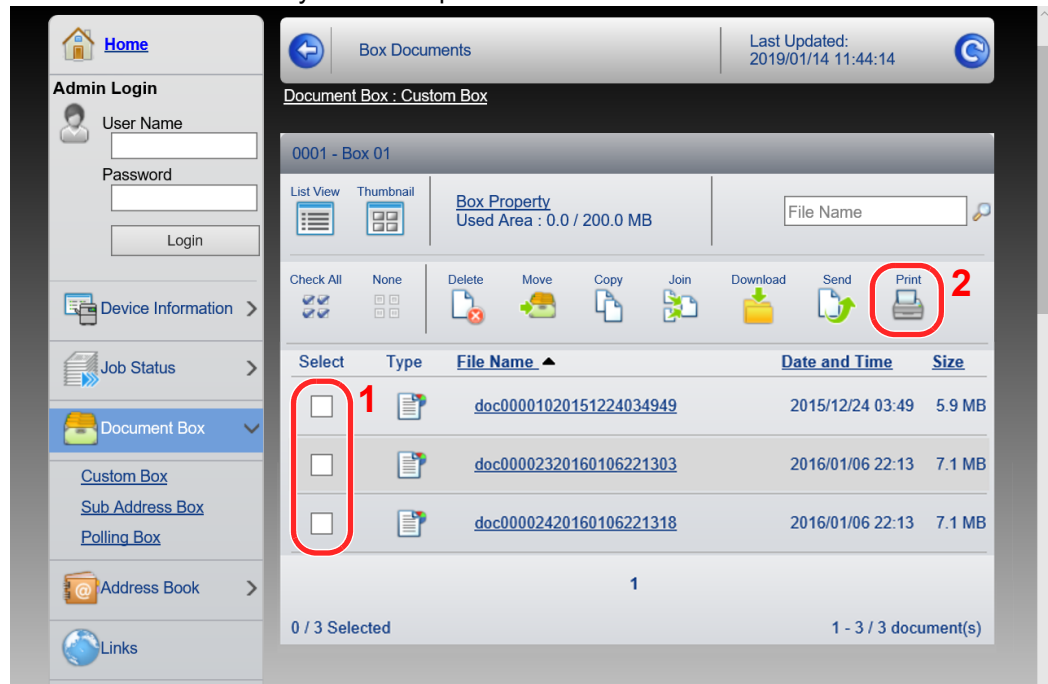 Home
Admin Login
User Name
Password
Login
Device Information
Job Status
Document Box
Custom Box
Sub Address Box
Polling Box
Address Book
Links
Box Documents
Last Updated:
2019/01/14 11:44:14
Document Box : Custom Box
0001 - Box 01
List View Thumbnail
Box Property
Used Area : 0.0 / 200.0 MB
File Name
Check All None Delete Move Copy Join Download Send Print 2
Select Type File Name Date and Time Size
1
doc00001020151224034949 2015/12/24 03:49 5.9 MB
doc00002320160106221303 2016/01/06 22:13 7.1 MB
doc00002420160106221318 2016/01/06 22:13 7.1 MB
1
0 / 3 Selected 1 - 3 / 3 document(s)